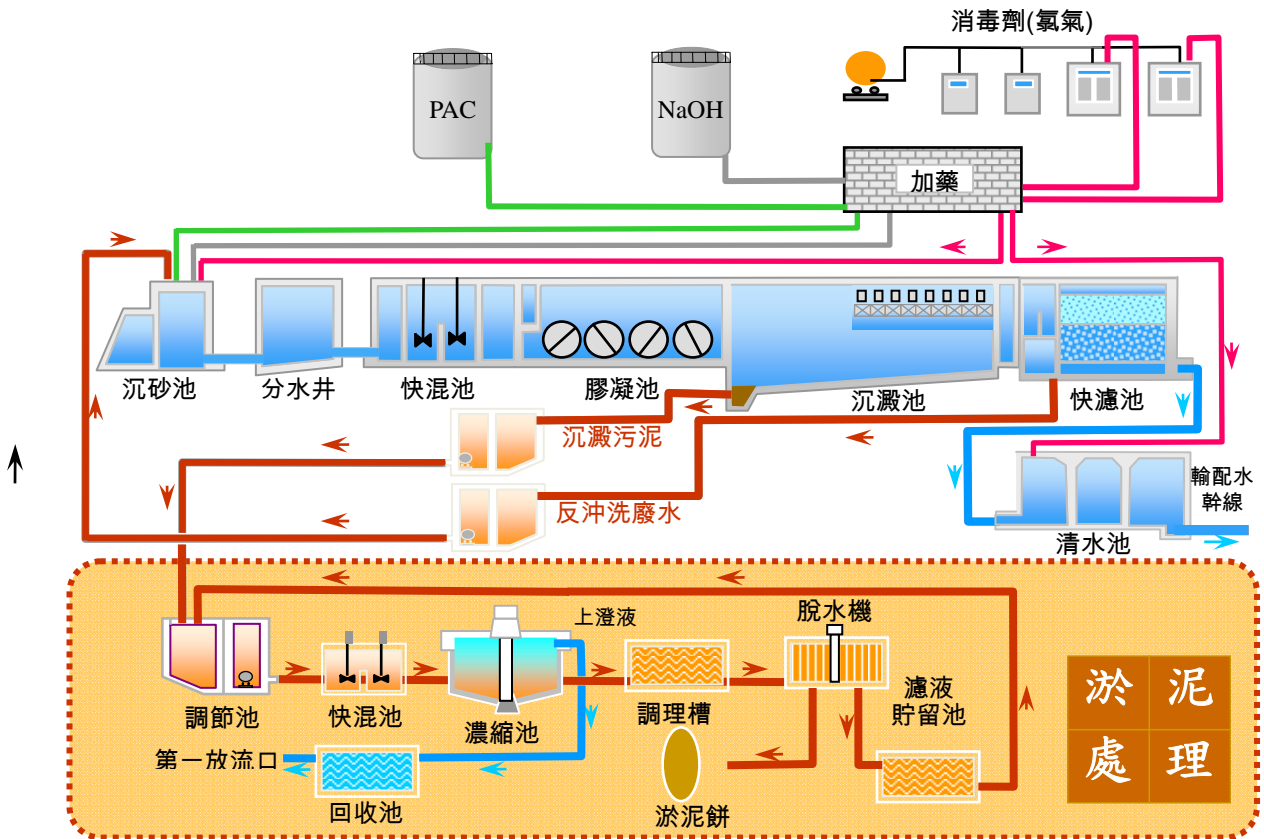 消毒劑(氯氣)
PAC
NaOH
加藥
沉砂池
分水井
快混池
膠凝池
沉澱池
快濾池
沉澱污泥
反沖洗廢水
輸配水
幹線
清水池
上澄液
脫水機
調節池
快混池
濃縮池
調理槽
濾液
貯留池
第一放流口
回收池
淤泥餅
淤泥
處理